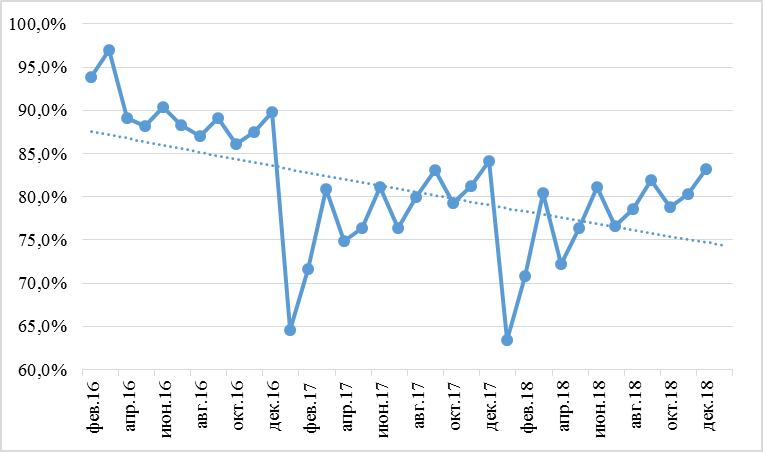 100,0%
95,0%
90,0%
85,0%
80,0%
75,0%
70,0%
65,0%
60,0%
фев.16
апр.16
июн.16
авг.16
окт.16
дек.16
фев.17
апр.17
июн.17
авг.17
окт.17
дек.17
фев.18
апр.18
июн.18
авг.18
окт.18
дек.18